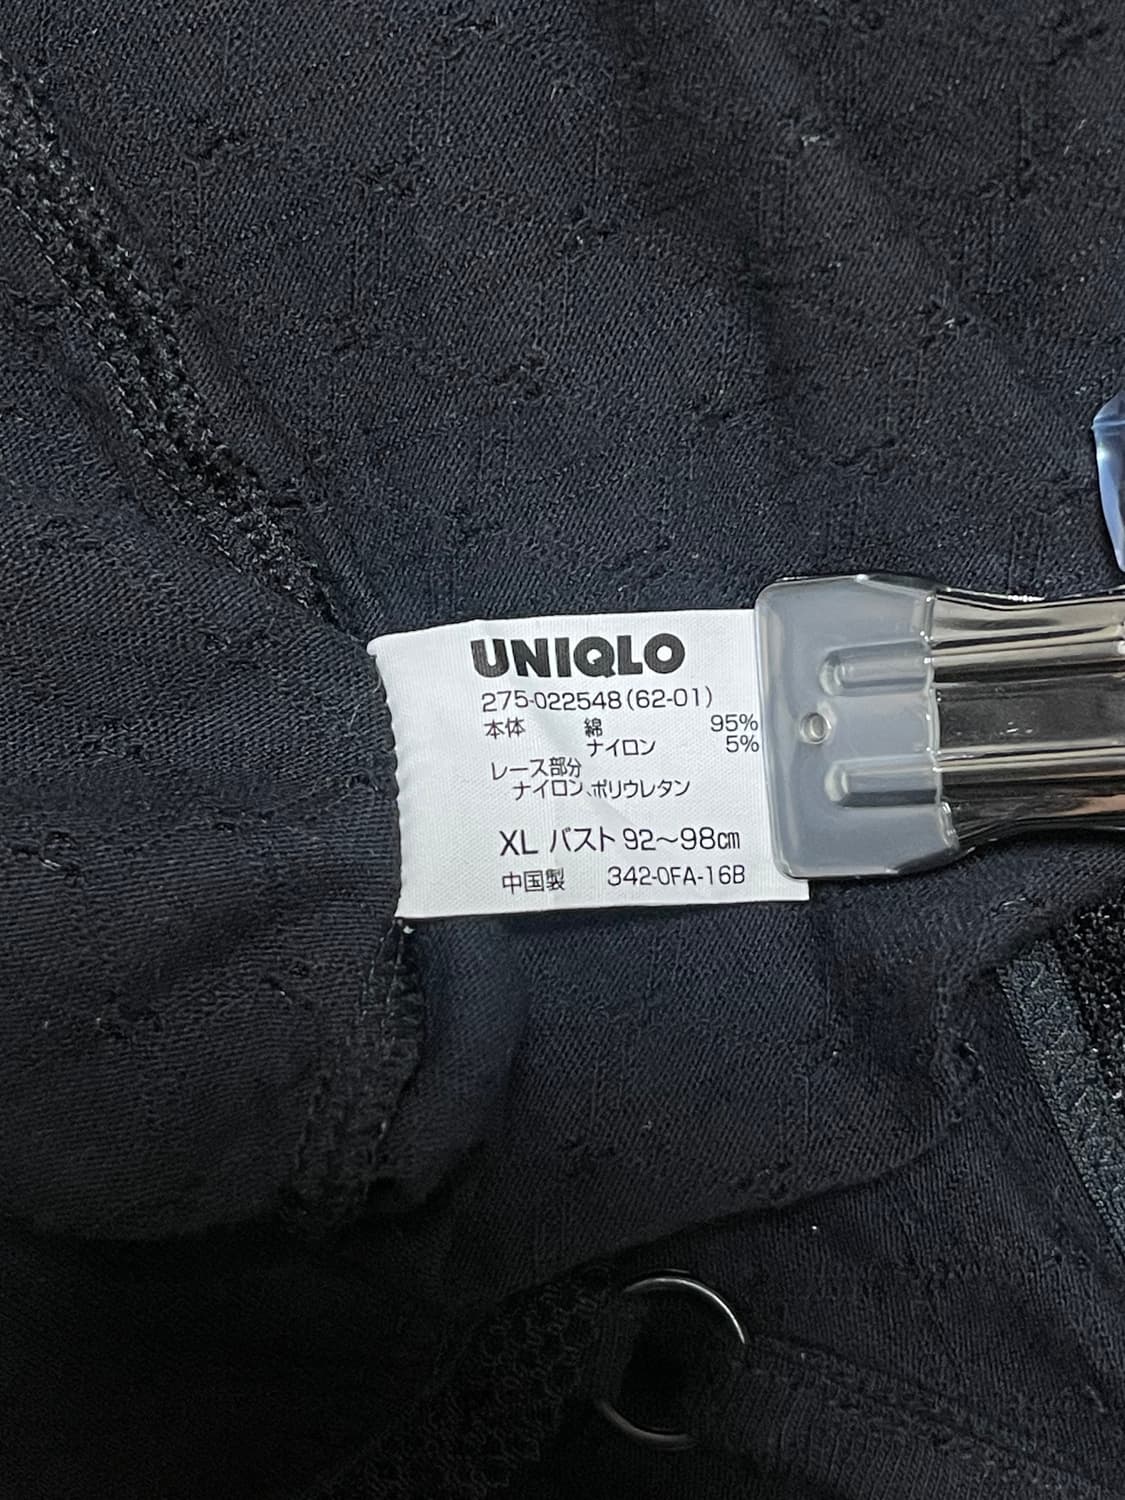 UNIQLO
275-022548(62-01)
本体 綿 95%
ナイロン 5%
レース部分
ナイロン、ポリウレタン
XL バスト 92～98cm
中国製 342-0FA-16B